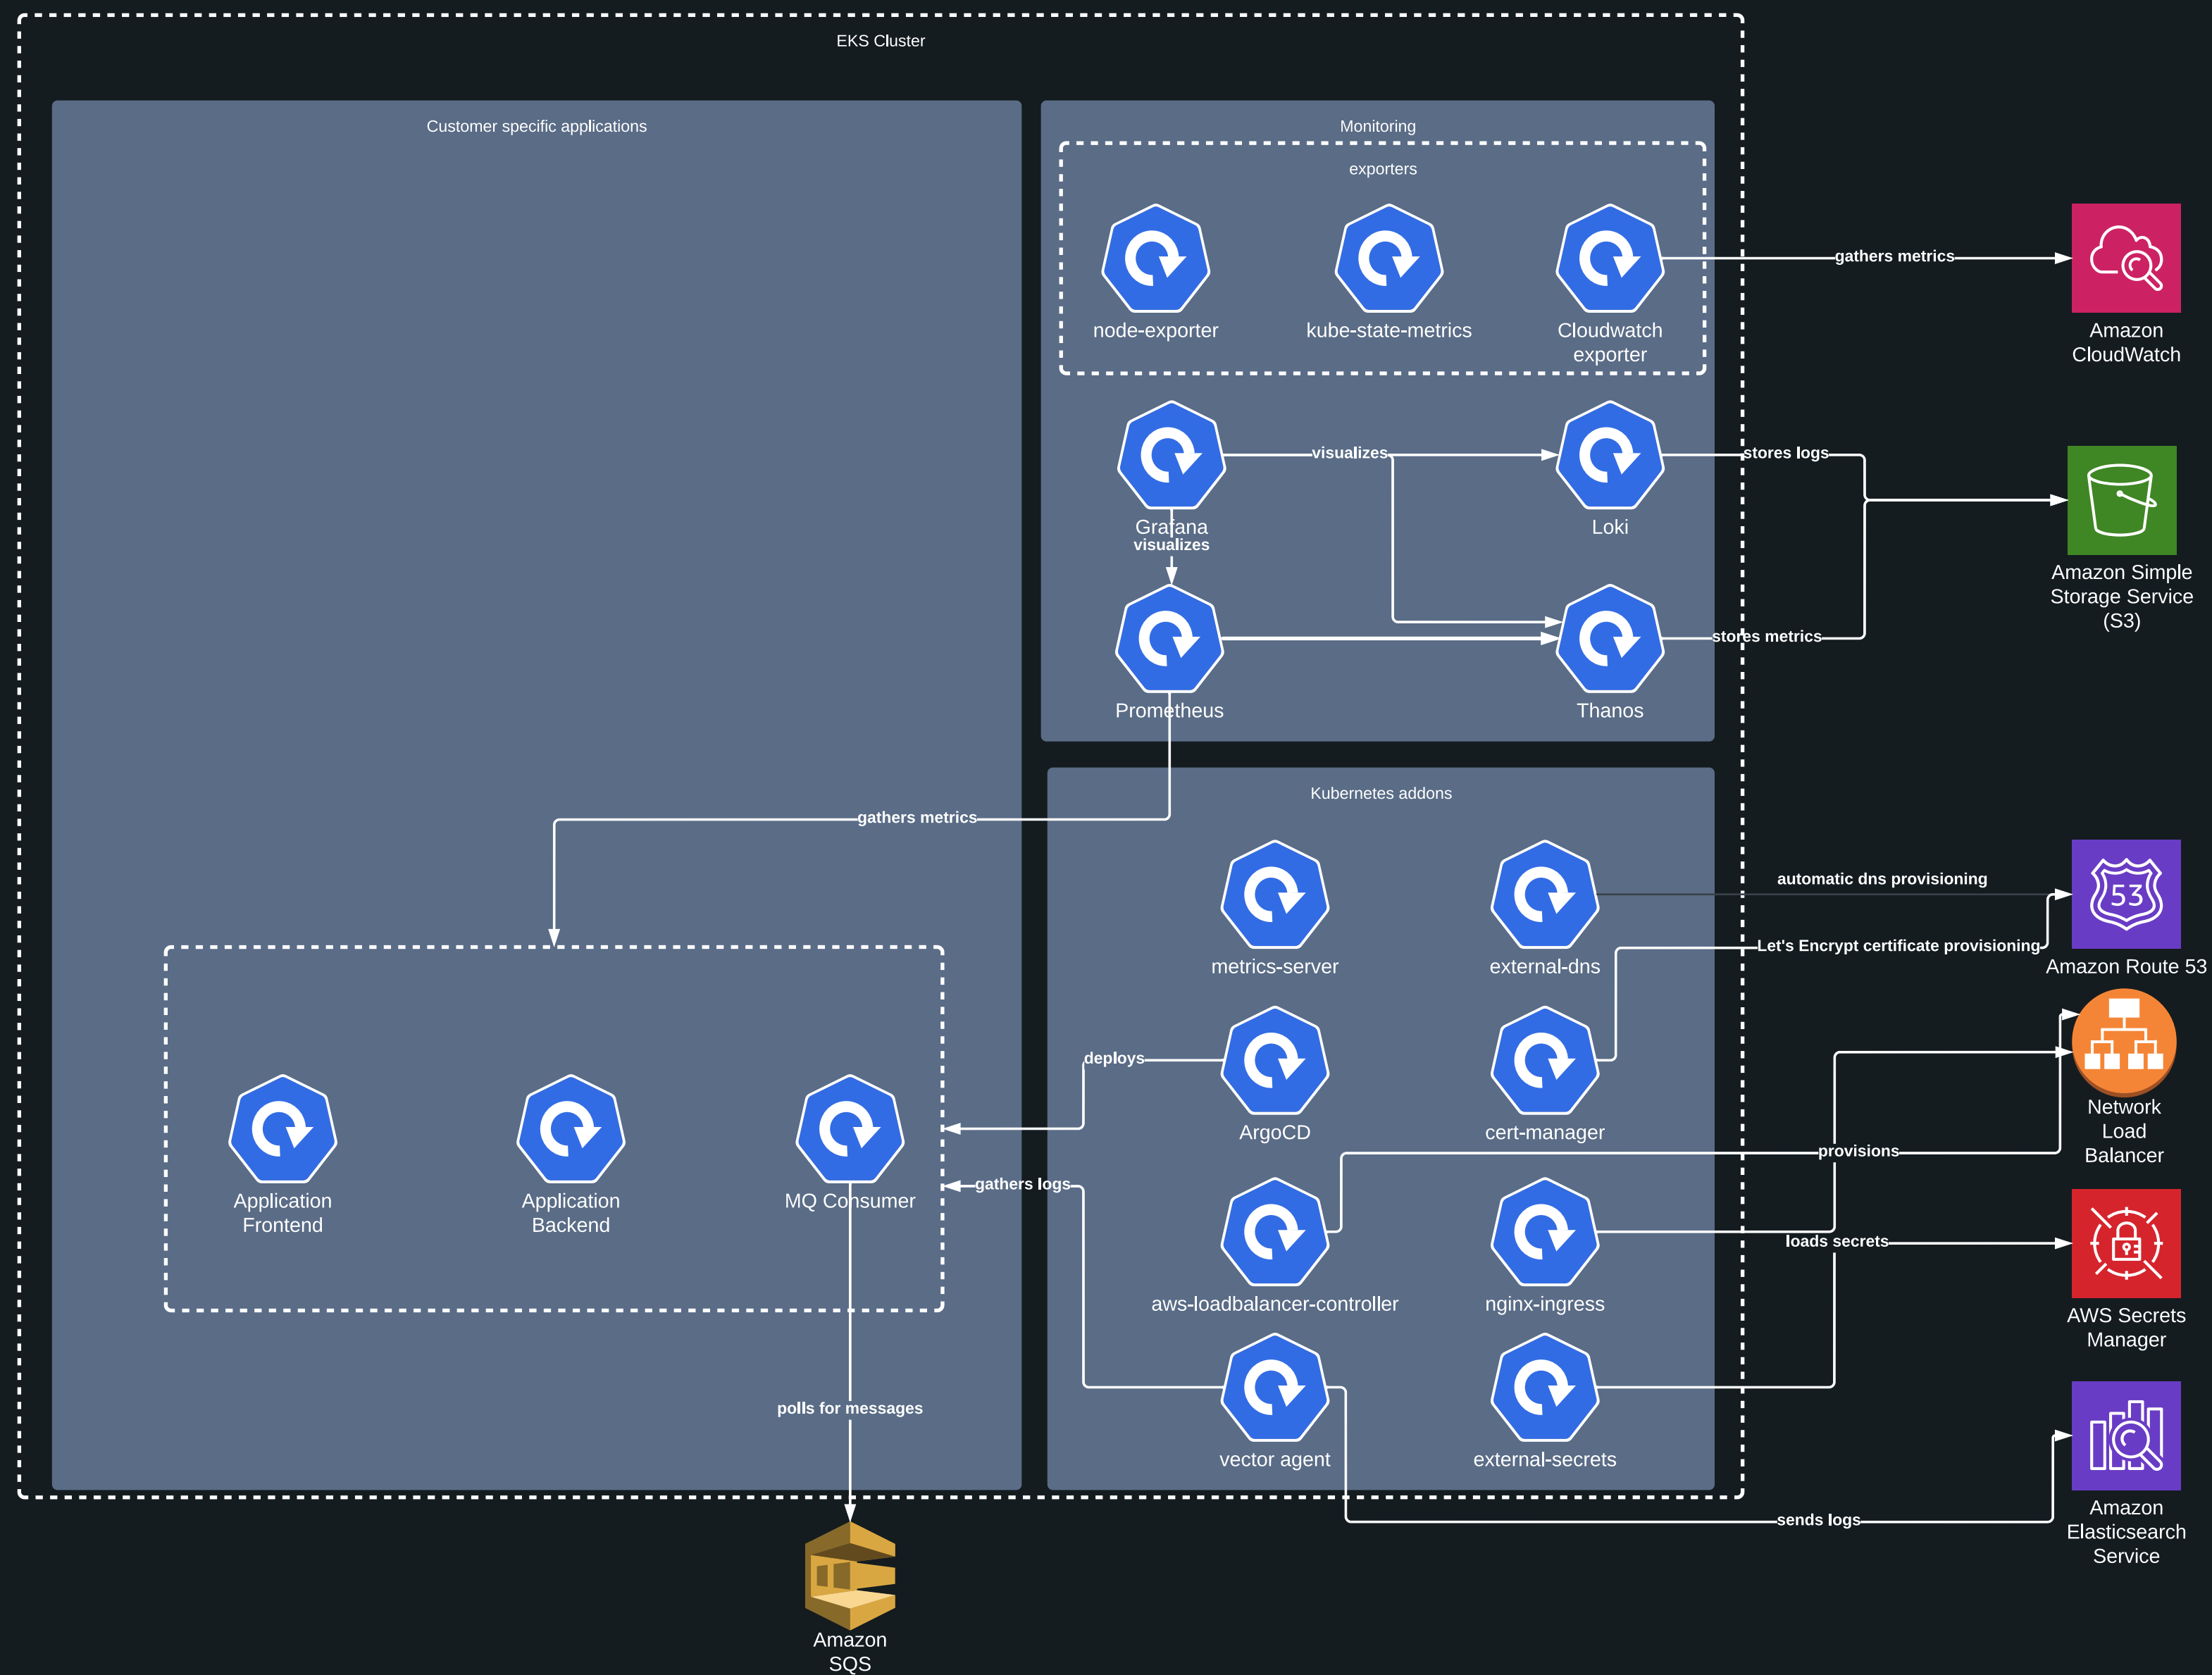 EKS Cluster
Customer specific applications
Monitoring
exporters
node-exporter
kube-state-metrics
Cloudwatch
exporter
gathers metrics
Amazon
CloudWatch
Grafana
visualizes
visualizes
Loki
stores logs
Amazon Simple
Storage Service
(S3)
Prometheus
Thanos
stores metrics
gathers metrics
Kubernetes addons
metrics-server
external-dns
automatic dns provisioning
Let's Encrypt certificate provisioning
53
Amazon Route 53
deploys
ArgoCD
cert-manager
provisions
Network
Load
Balancer
Application
Frontend
Application
Backend
MQ Consumer
gathers logs
aws-loadbalancer-controller
nginx-ingress
loads secrets
AWS Secrets
Manager
polls for messages
vector agent
external-secrets
sends logs
Amazon
Elasticsearch
Service
Amazon
SQS